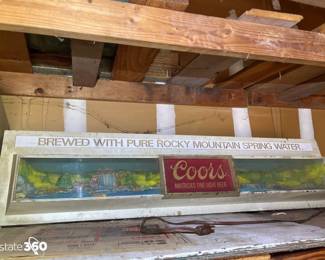 BREWED WITH PURE ROCKY MOUNTAIN SPRING WATER
Coors
AMERICA'S FINE LIGHT BEER
estate360